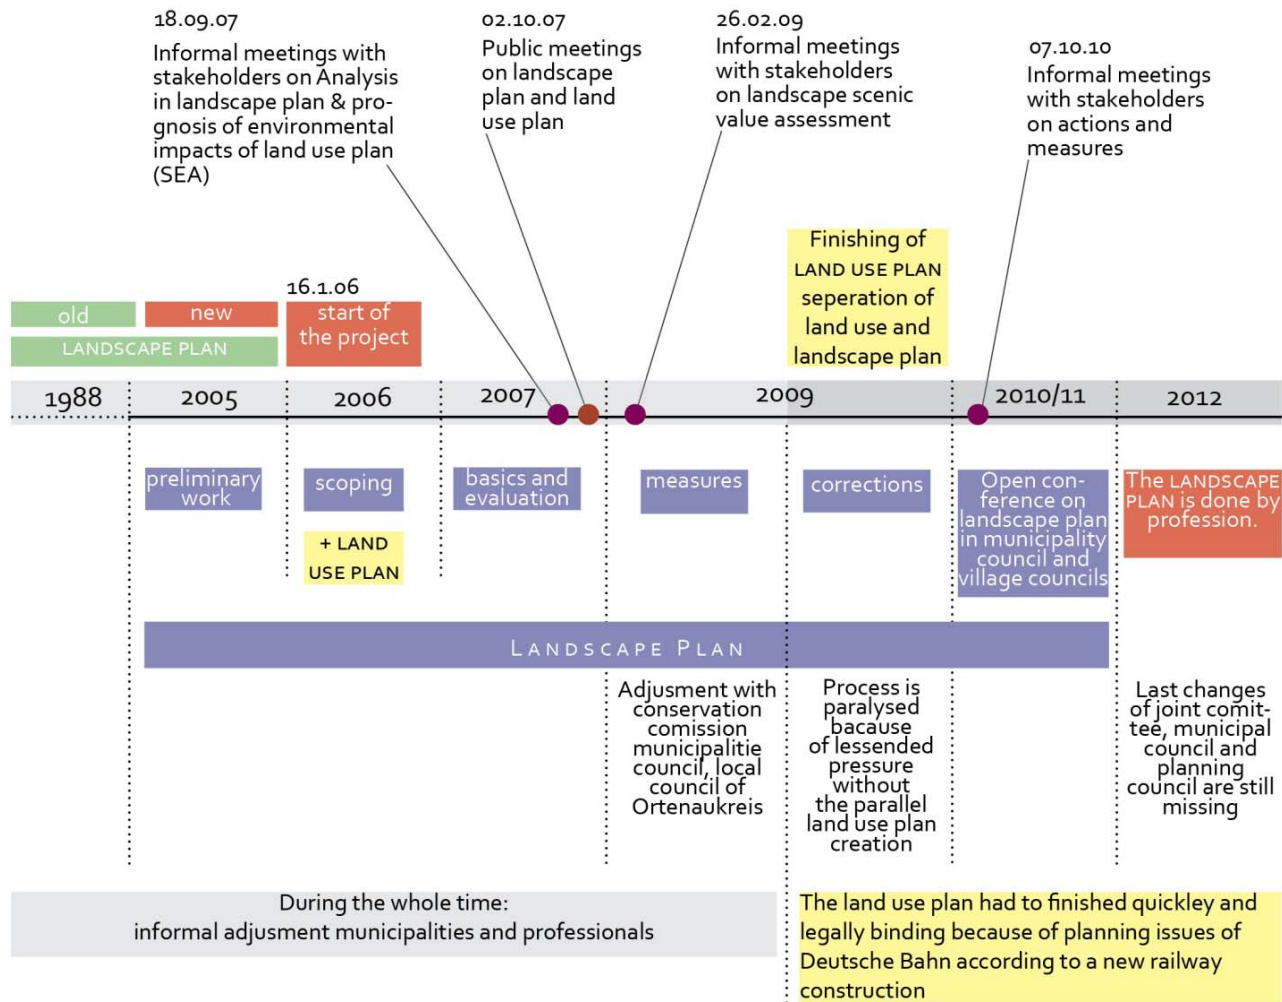 18.09.07
Informal meetings with
stakeholders on Analysis
in landscape plan & pro-
gnosis of environmental
impacts of land use plan
(SEA)
02.10.07
Public meetings
on landscape
plan and land
use plan
26.02.09
Informal meetings
with stakeholders
on landscape scenic
value assessment
07.10.10
Informal meetings
with stakeholders
on actions and
measures
Finishing of
LAND USE PLAN
seperation of
land use and
landscape plan
old
new
LANDSCAPE PLAN
16.1.06
start of
the project
1988
2005
2006
2007
2009
2010/11
2012
preliminary
work
scoping
basics and
evaluation
measures
corrections
Open con-
ference on
landscape plan
in municipality
council and
village councils
The LANDSCAPE
PLAN is done by
profession.
+ LAND
USE PLAN
LANDSCAPE PLAN
Adjusment with
conservation
comission
municipalitie
council, local
council of
Ortenaukreis
Process is
paralysed
bacause
of lessended
pressure
without
the parallel
land use plan
creation
Last changes
of joint comit-
tee, municipal
council and
planning
council are still
missing
During the whole time:
informal adjusment municipalities and professionals
The land use plan had to finished quickley and
legally binding because of planning issues of
Deutsche Bahn according to a new railway
construction